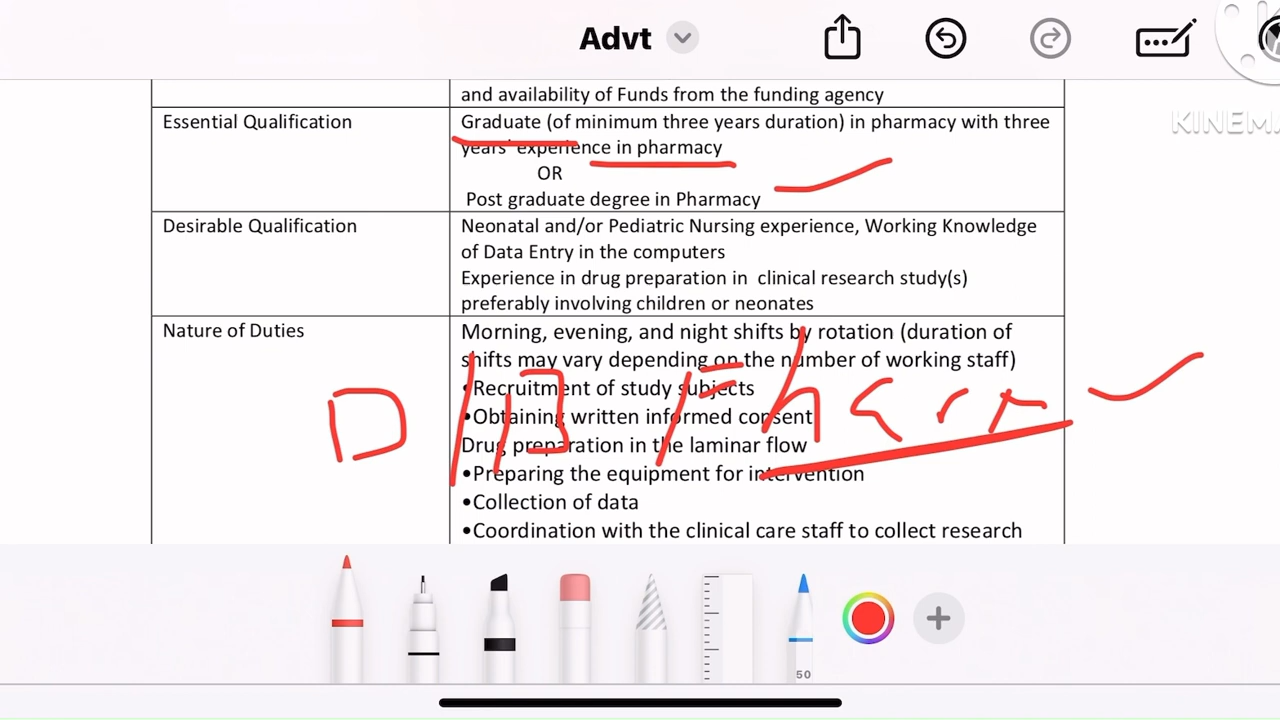 Advt
KINEMA
and availability of Funds from the funding agency
Essential Qualification
Graduate (of minimum three years duration) in pharmacy with three
years' experience in pharmacy
OR
Post graduate degree in Pharmacy
Desirable Qualification
Neonatal and/or Pediatric Nursing experience, Working Knowledge
of Data Entry in the computers
Experience in drug preparation in clinical research study(s)
preferably involving children or neonates
Nature of Duties
Morning, evening, and night shifts by rotation (duration of
shifts may vary depending on the number of working staff)
•Recruitment of study subjects
•Obtaining written informed consent
Drug preparation in the laminar flow
•Preparing the equipment for intervention
•Collection of data
•Coordination with the clinical care staff to collect research
D/B Pharm
50